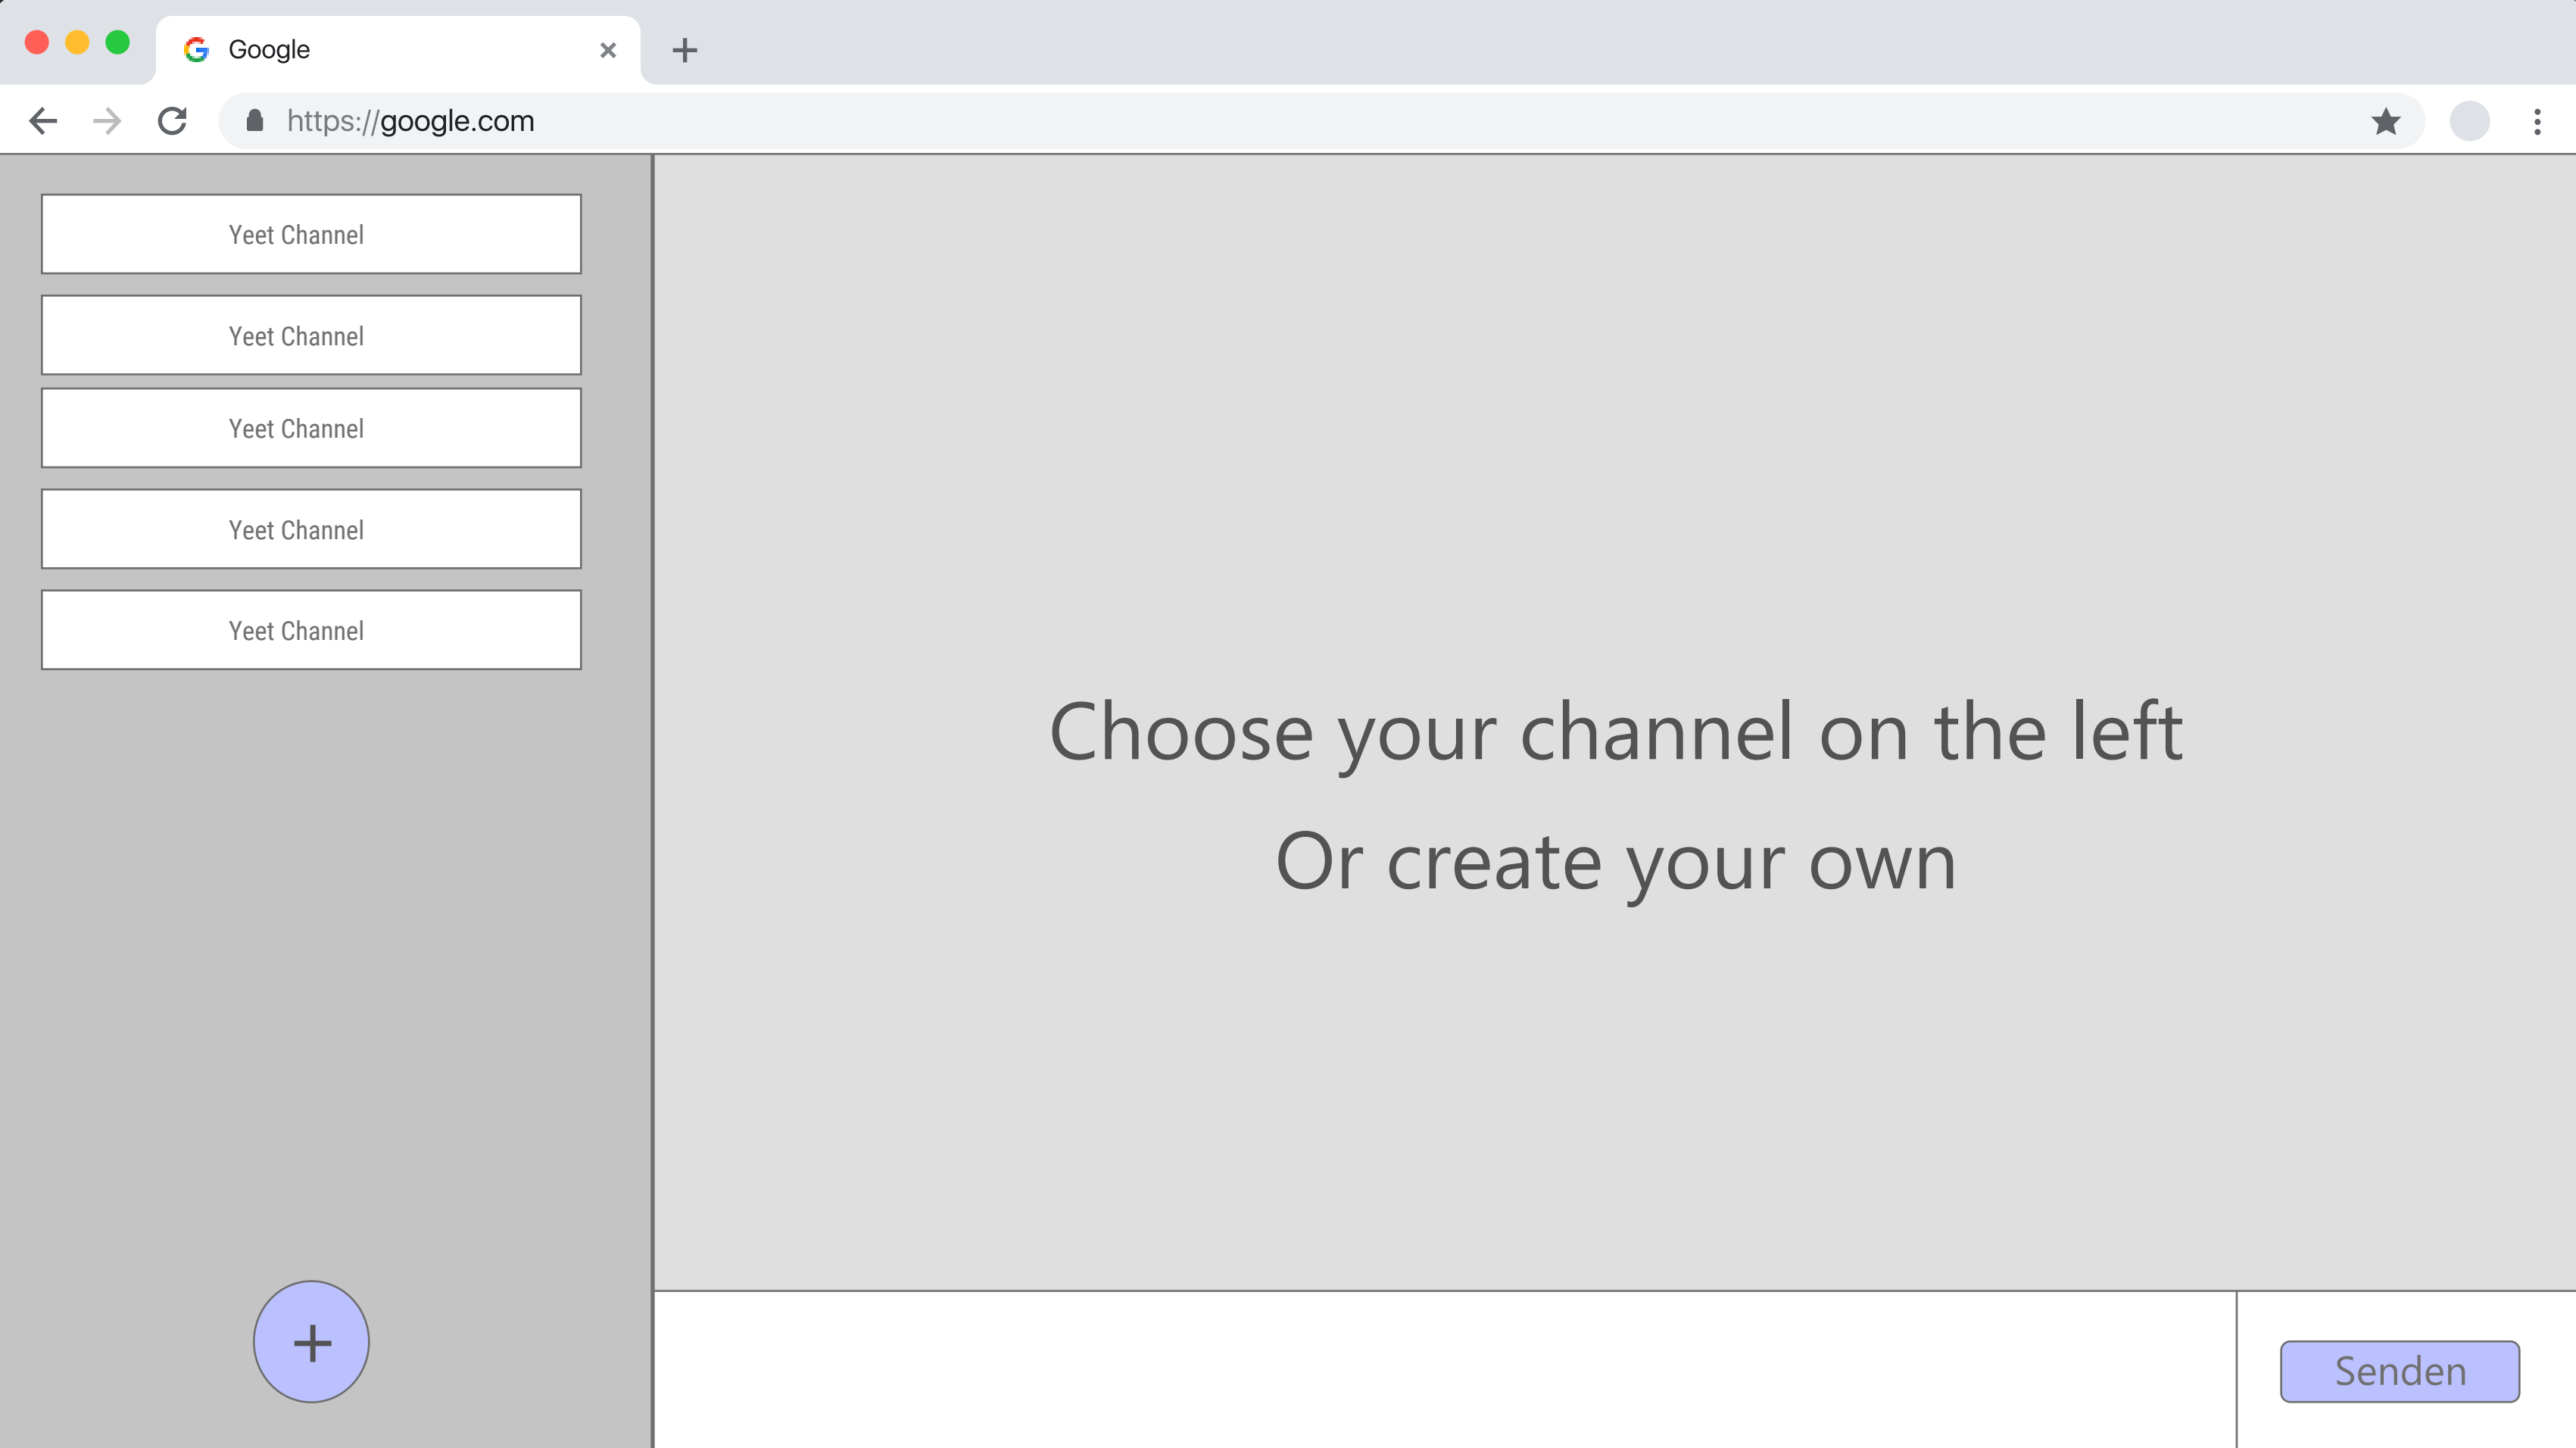 Google
https://google.com
Yeet Channel
Yeet Channel
Yeet Channel
Yeet Channel
Yeet Channel
Choose your channel on the left
Or create your own
+
Senden